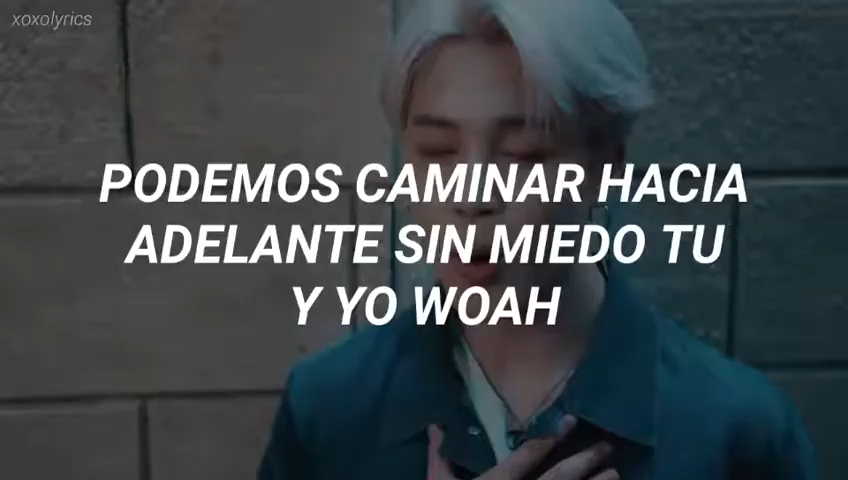 xoxolyrics
PODEMOS CAMINAR HACIA
ADELANTE SIN MIEDO TU
Y YO WOAH